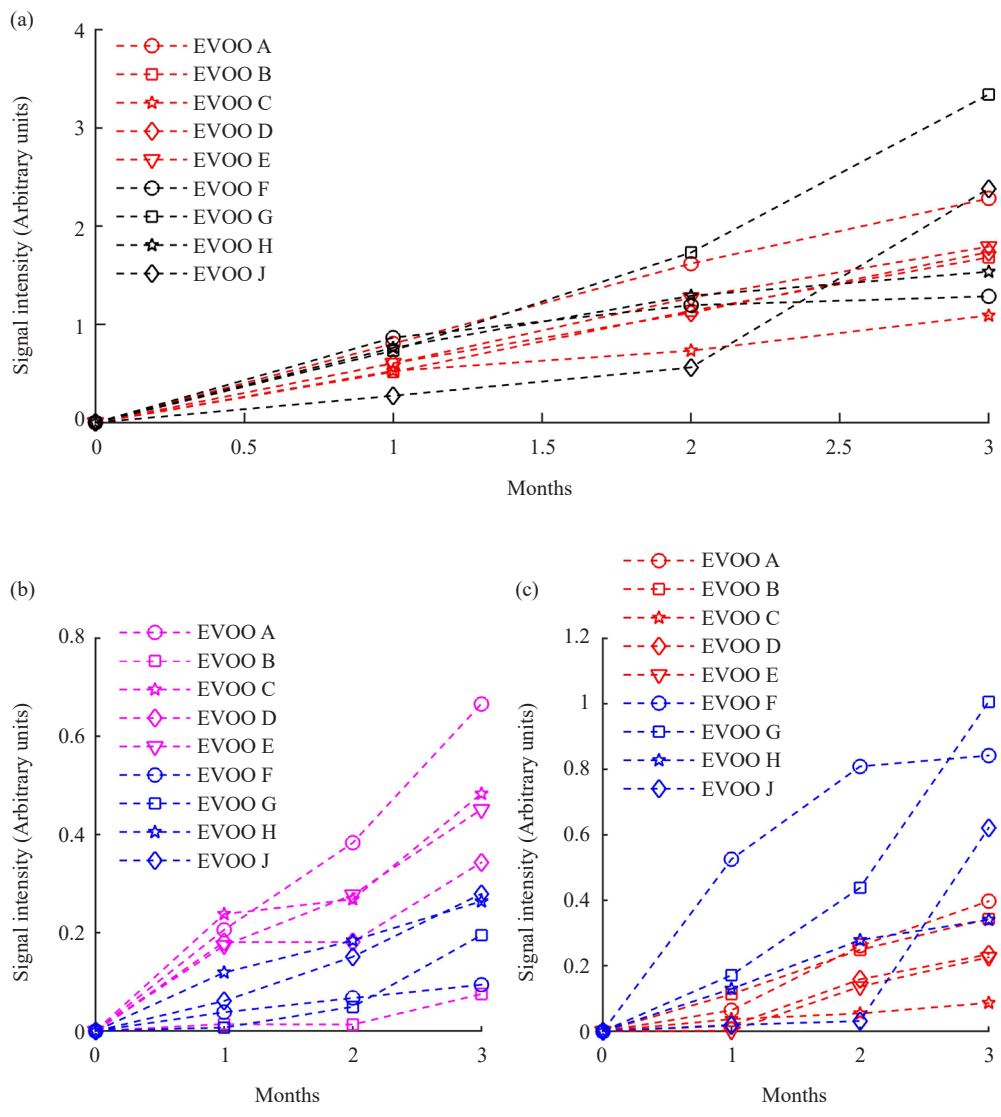 (a)
Signal intensity (Arbitrary units)
4
3
2
1
0
EVOO A
EVOO B
EVOO C
EVOO D
EVOO E
EVOO F
EVOO G
EVOO H
EVOO J
0 0.5 1 1.5 2 2.5 3
Months
(b)
Signal intensity (Arbitrary units)
0.8
0.6
0.4
0.2
0
EVOO A
EVOO B
EVOO C
EVOO D
EVOO E
EVOO F
EVOO G
EVOO H
EVOO J
0 1 2 3
Months
(c)
Signal intensity (Arbitrary units)
1.2
1
0.8
0.6
0.4
0.2
0
EVOO A
EVOO B
EVOO C
EVOO D
EVOO E
EVOO F
EVOO G
EVOO H
EVOO J
0 1 2 3
Months